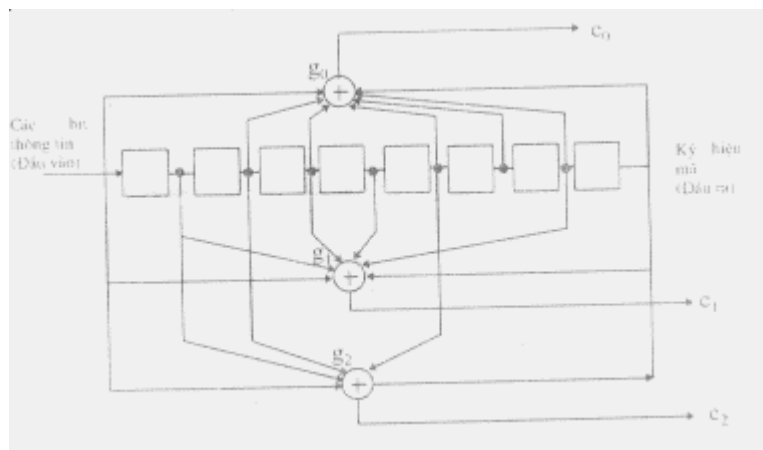 c₀
g₀
+
Các bit
thông tin
(Đầu vào)
Ký hiệu
mã
(Đầu ra)
g₁
+
c₁
g₂
+
c₂